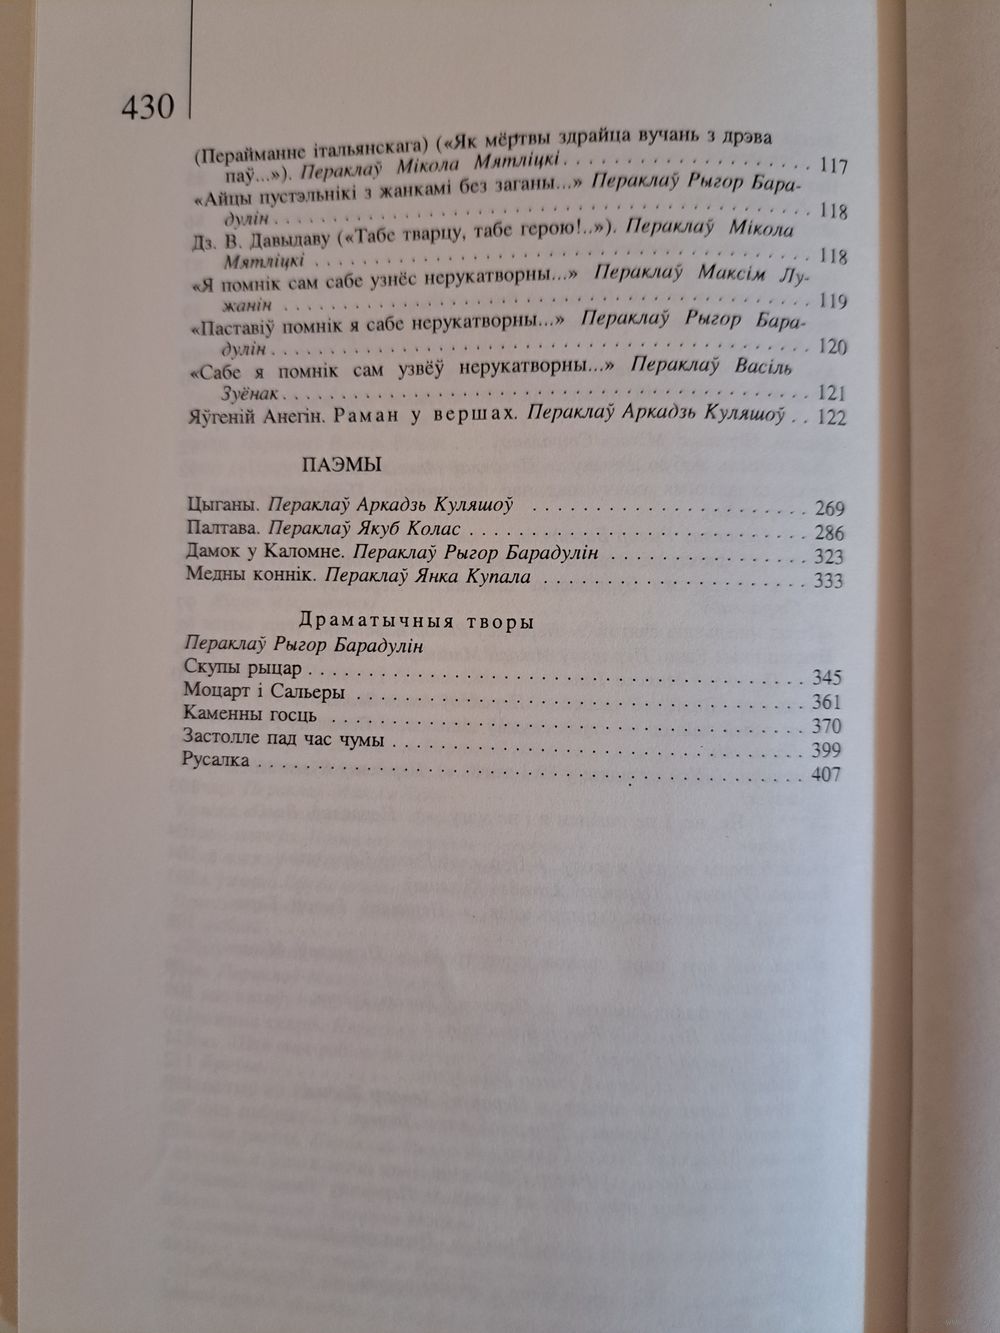 430
(Перайманне італьянскага) («Як мёртвы здрайца вучань з дрэва
паў...»). Пераклаў Мікола Мятліцкі . . . . . . . . . . . . . . . . . . . . . 117
«Айцы пустэльнікі з жанкамі без заганы...» Пераклаў Рыгор Бара-
дулін . . . . . . . . . . . . . . . . . . . . . . . . . . . . . . . . . . . . 118
Дз. В. Давыдаву («Табе тварцу, табе герою!..»). Пераклаў Мікола
Мятліцкі . . . . . . . . . . . . . . . . . . . . . . . . . . . . . . . . . . 118
«Я помнік сам сабе узнёс нерукатворны...» Пераклаў Максім Лу-
жанін . . . . . . . . . . . . . . . . . . . . . . . . . . . . . . . . . . . . 119
«Паставіў помнік я сабе нерукатворны...» Пераклаў Рыгор Бара-
дулін . . . . . . . . . . . . . . . . . . . . . . . . . . . . . . . . . . . . 120
«Сабе я помнік сам узвёў нерукатворны...» Пераклаў Васіль
Зуёнак . . . . . . . . . . . . . . . . . . . . . . . . . . . . . . . . . . . 121
Яўгеній Анегін. Раман у вершах. Пераклаў Аркадзь Куляшоў . . 122
ПАЭМЫ
Цыганы. Пераклаў Аркадзь Куляшоў . . . . . . . . . . . . . . . . . . . 269
Палтава. Пераклаў Якуб Колас . . . . . . . . . . . . . . . . . . . . . . . 286
Дамок у Каломне. Пераклаў Рыгор Барадулін . . . . . . . . . . . . . 323
Медны коннік. Пераклаў Янка Купала . . . . . . . . . . . . . . . . . . 333
Драматычныя творы
Пераклаў Рыгор Барадулін
Скупы рыцар . . . . . . . . . . . . . . . . . . . . . . . . . . . . . . . . . . 345
Моцарт і Сальеры . . . . . . . . . . . . . . . . . . . . . . . . . . . . . . . 361
Каменны госць . . . . . . . . . . . . . . . . . . . . . . . . . . . . . . . . . 370
Застолле пад час чумы . . . . . . . . . . . . . . . . . . . . . . . . . . . . 399
Русалка . . . . . . . . . . . . . . . . . . . . . . . . . . . . . . . . . . . . . . 407